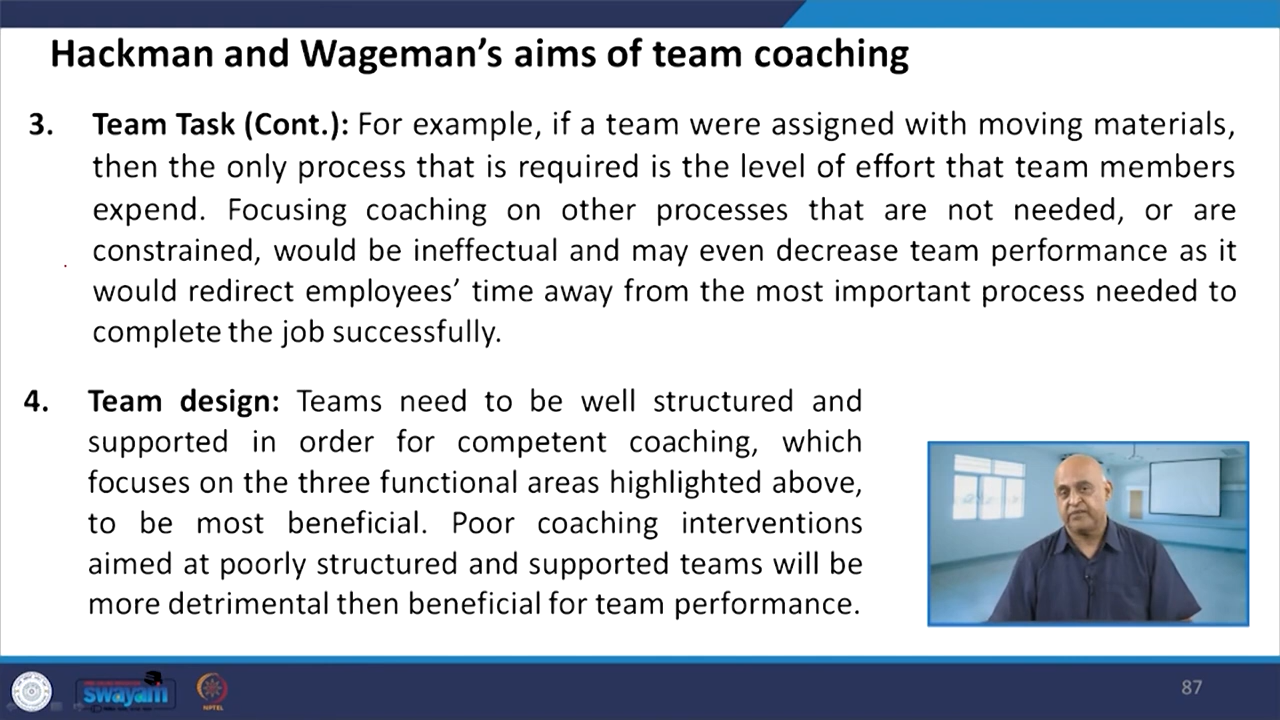 Hackman and Wageman's aims of team coaching
3. Team Task (Cont.): For example, if a team were assigned with moving materials,
then the only process that is required is the level of effort that team members
expend. Focusing coaching on other processes that are not needed, or are
constrained, would be ineffectual and may even decrease team performance as it
would redirect employees' time away from the most important process needed to
complete the job successfully.
4. Team design: Teams need to be well structured and
supported in order for competent coaching, which
focuses on the three functional areas highlighted above,
to be most beneficial. Poor coaching interventions
aimed at poorly structured and supported teams will be
more detrimental then beneficial for team performance.
swayam
NPTEL
87